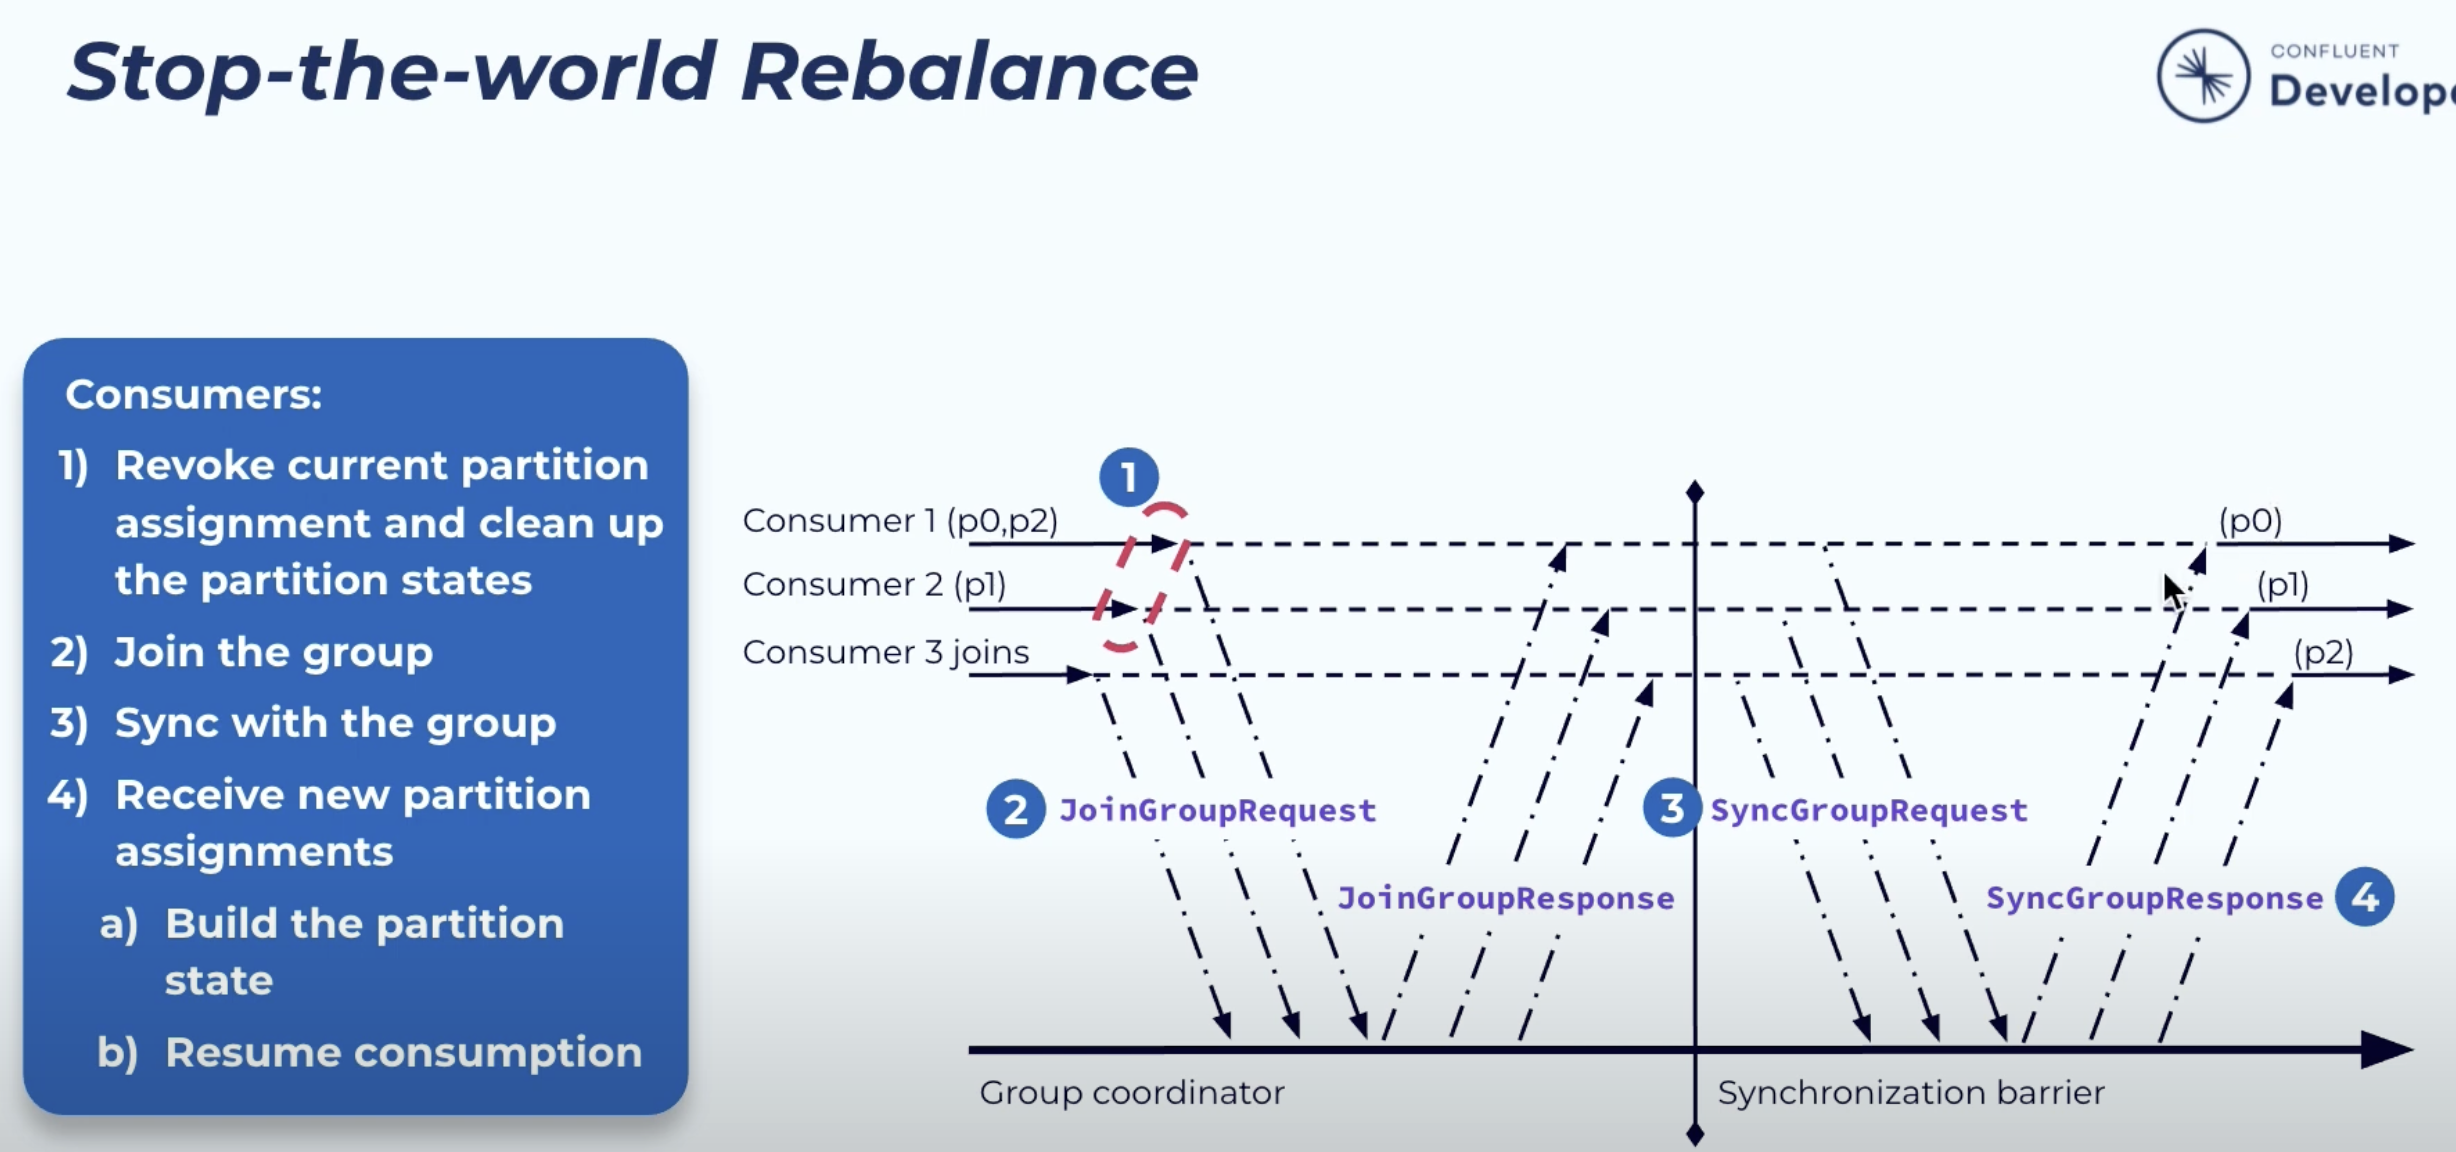 Stop-the-world Rebalance
CONFLUENT
Develope
Consumers:
1) Revoke current partition
assignment and clean up
the partition states
2) Join the group
3) Sync with the group
4) Receive new partition
assignments
a) Build the partition
state
b) Resume consumption
1
Consumer 1 (p0,p2)
Consumer 2 (p1)
Consumer 3 joins
(p0)
(p1)
(p2)
2 JoinGroupRequest
3 SyncGroupRequest
JoinGroupResponse
SyncGroupResponse 4
Group coordinator
Synchronization barrier